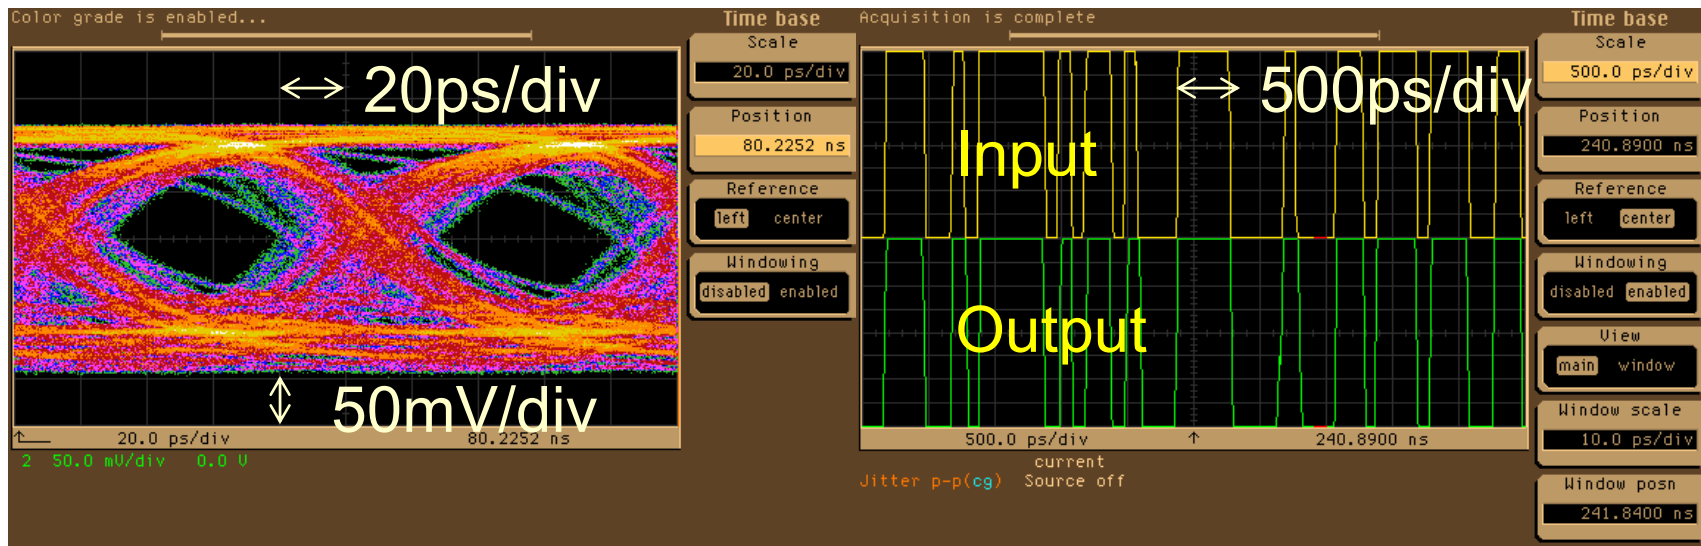 Color grade is enabled...
Time base
Scale
20.0 ps/div
20ps/div
Position
80.2252 ns
Reference
left center
Windowing
disabled enabled
50mV/div
20.0 ps/div 80.2252 ns
2 50.0 mV/div 0.0 V
Acquisition is complete
Time base
Scale
500.0 ps/div
500ps/div
Position
240.8900 ns
Input
Reference
left center
Windowing
disabled enabled
Output
View
main window
Window scale
10.0 ps/div
500.0 ps/div 240.8900 ns
current
Jitter p-p(cg) Source off
Window posn
241.8400 ns